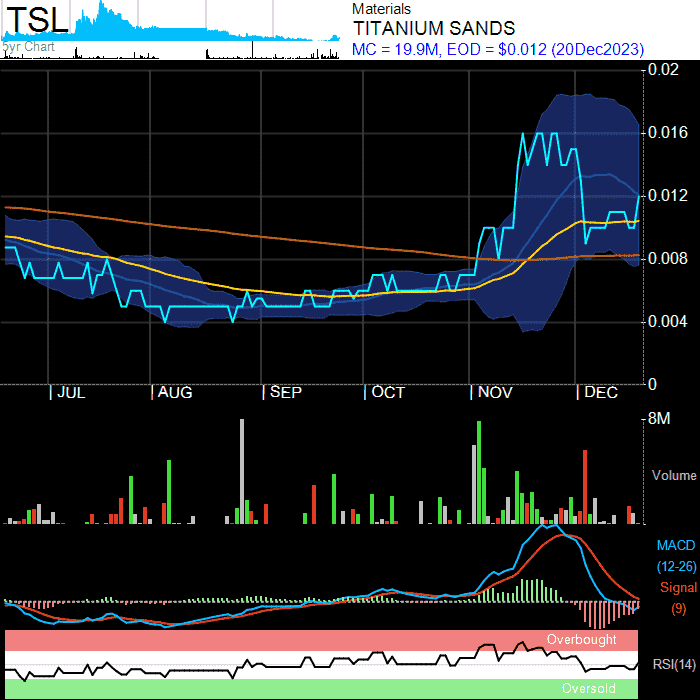 TSL
5yr Chart
Materials
TITANIUM SANDS
MC = 19.9M, EOD = $0.012 (20Dec2023)
0.02
0.016
0.012
0.008
0.004
0
| JUL | AUG | SEP | OCT | NOV | DEC
8M
Volume
MACD
(12-26)
Signal
(9)
Overbought
RSI(14)
Oversold